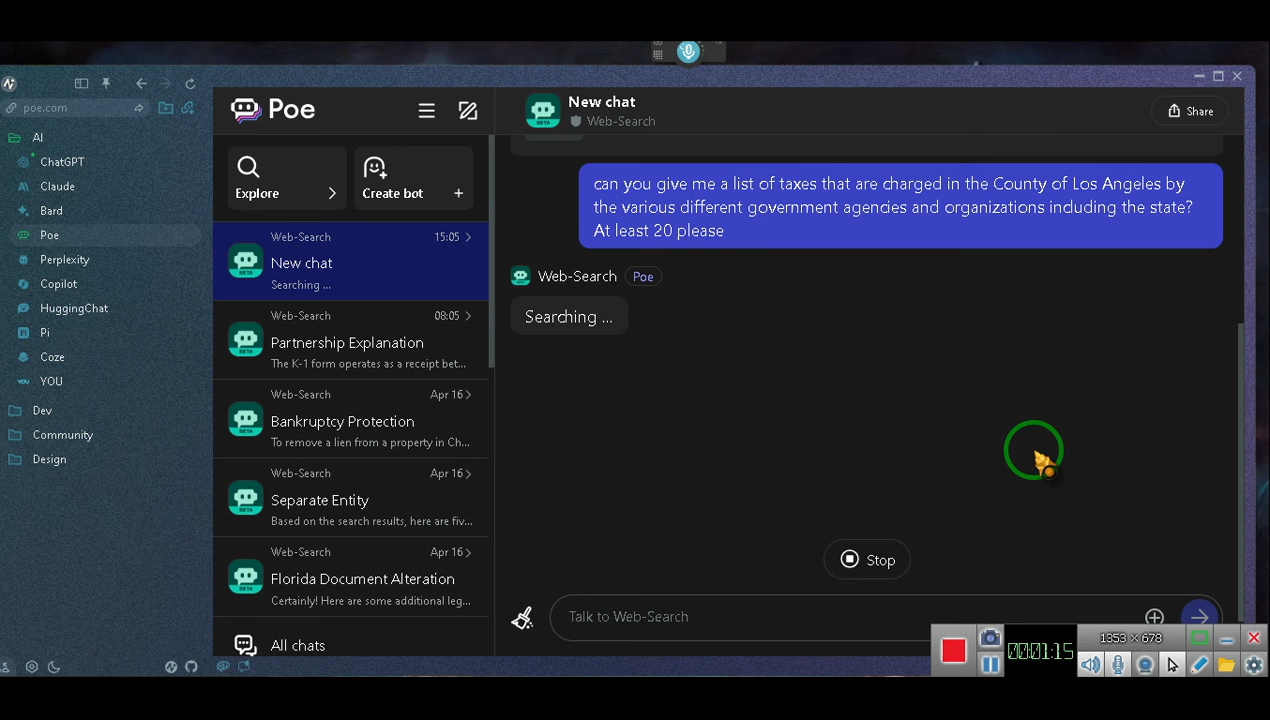 poe.com
AI
ChatGPT
Claude
Bard
Poe
Perplexity
Copilot
HuggingChat
Pi
Coze
YOU
Dev
Community
Design
Poe
Explore
Create bot
Web-Search 15:05
New chat
Searching ...
Web-Search 08:05
Partnership Explanation
The K-1 form operates as a receipt bet...
Web-Search Apr 16
Bankruptcy Protection
To remove a lien from a property in Ch...
Web-Search Apr 16
Separate Entity
Based on the search results, here are fiv...
Web-Search Apr 16
Florida Document Alteration
Certainly! Here are some additional leg...
All chats
New chat
Web-Search
Share
can you give me a list of taxes that are charged in the County of Los Angeles by
the various different government agencies and organizations including the state?
At least 20 please
Web-Search Poe
Searching ...
Stop
Talk to Web-Search
1353 × 678
00:01:15